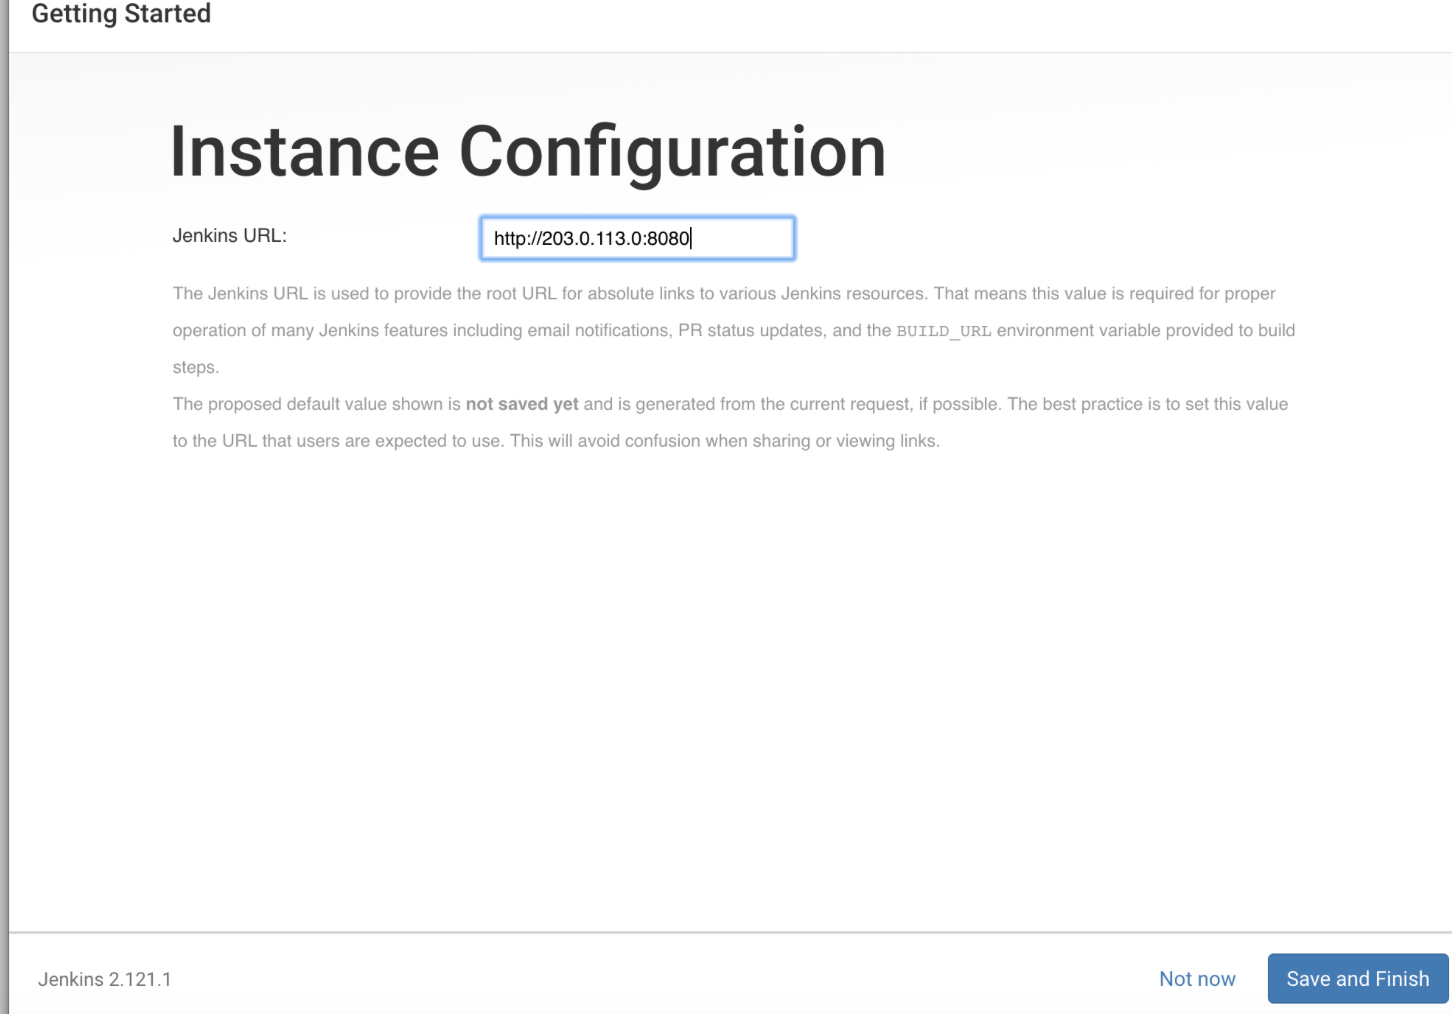 Getting Started
Instance Configuration
Jenkins URL:
http://203.0.113.0:8080
The Jenkins URL is used to provide the root URL for absolute links to various Jenkins resources. That means this value is required for proper
operation of many Jenkins features including email notifications, PR status updates, and the BUILD_URL environment variable provided to build
steps.
The proposed default value shown is not saved yet and is generated from the current request, if possible. The best practice is to set this value
to the URL that users are expected to use. This will avoid confusion when sharing or viewing links.
Jenkins 2.121.1
Not now
Save and Finish